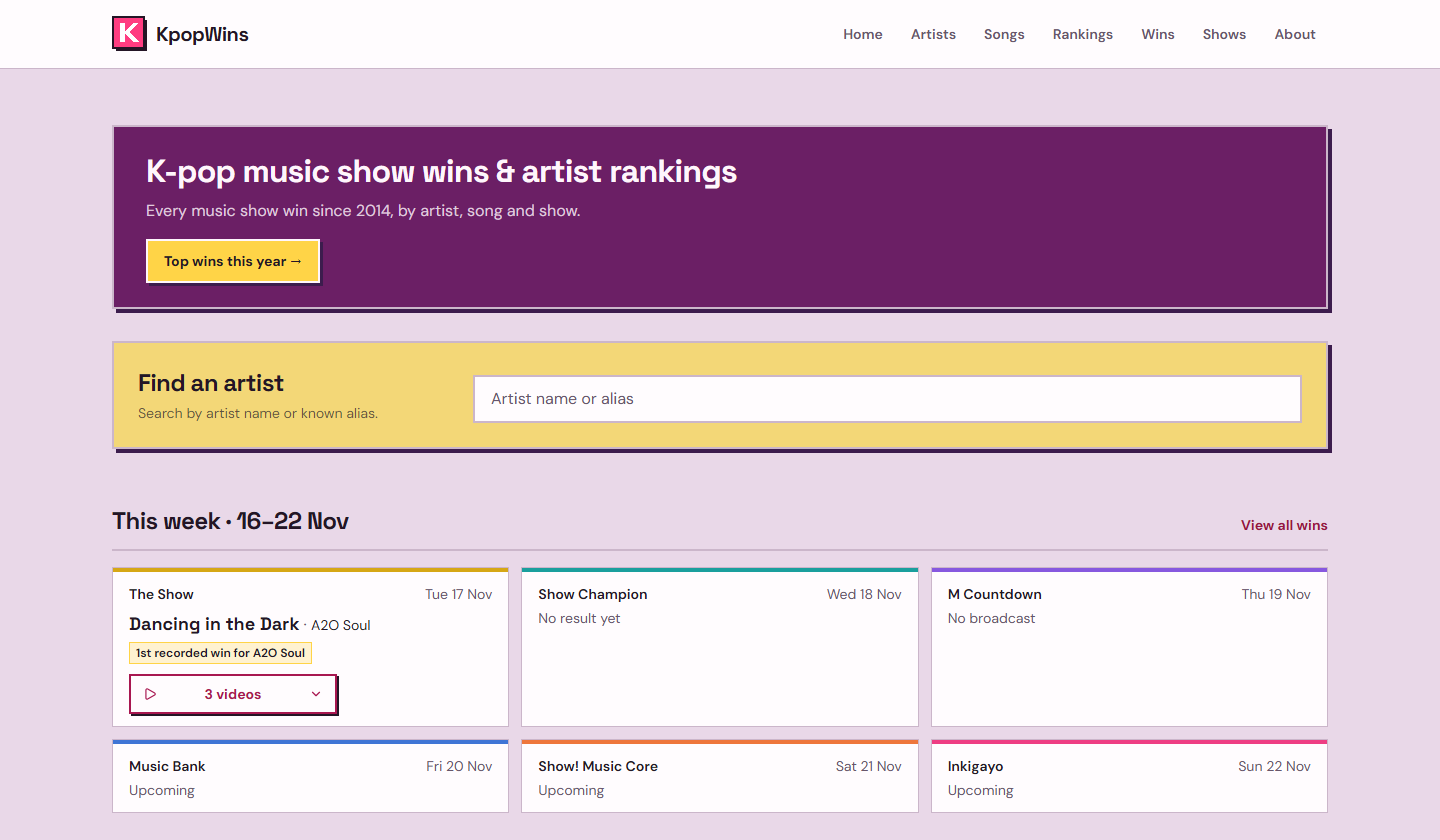 K KpopWins
Home Artists Songs Rankings Wins Shows About
K-pop music show wins & artist rankings
Every music show win since 2014, by artist, song and show.
Top wins this year →
Find an artist
Search by artist name or known alias.
Artist name or alias
This week · 16–22 Nov
View all wins
The Show Tue 17 Nov
Dancing in the Dark · A2O Soul
1st recorded win for A2O Soul
3 videos
Show Champion Wed 18 Nov
No result yet
M Countdown Thu 19 Nov
No broadcast
Music Bank Fri 20 Nov
Upcoming
Show! Music Core Sat 21 Nov
Upcoming
Inkigayo Sun 22 Nov
Upcoming